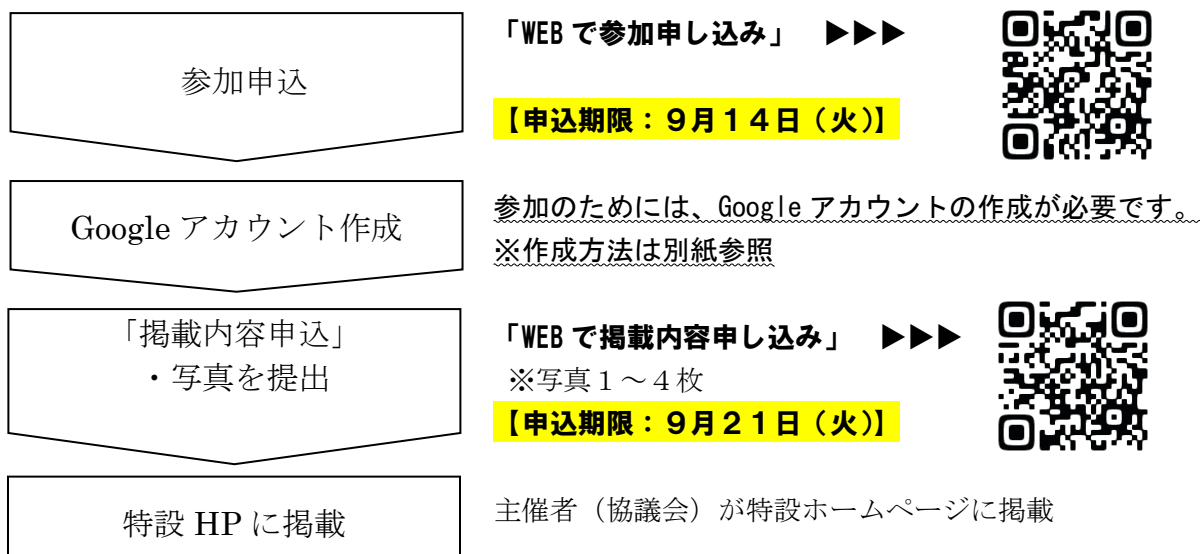 参加申込
「WEBで参加申し込み」 ▶▶▶
【申込期限:９月１４日(火)】
Google アカウント作成
参加のためには、Google アカウントの作成が必要です。
※作成方法は別紙参照
「掲載内容申込」
・写真を提出
「WEBで掲載内容申し込み」 ▶▶▶
※写真１～４枚
【申込期限:９月２１日(火)】
特設 HP に掲載
主催者(協議会)が特設ホームページに掲載